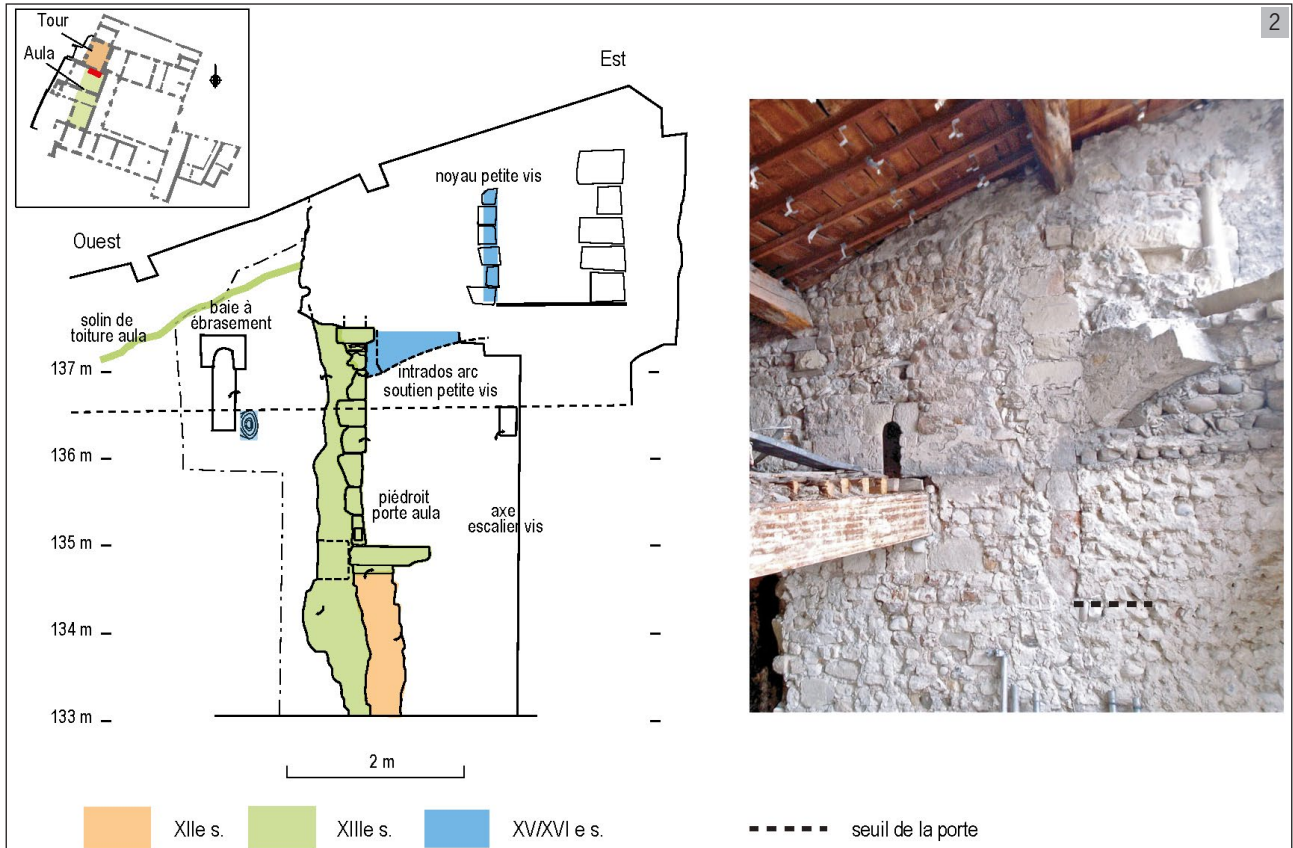 2
Tour
Aula
Est
Ouest
noyau petite vis
solin de
toiture aula
baie à
ébrasement
intrados arc
soutien petite vis
137 m
136 m
piédroit
porte aula
axe
escalier vis
135 m
134 m
133 m
2 m
XIIe s.
XIIIe s.
XV/XVI e s.
seuil de la porte